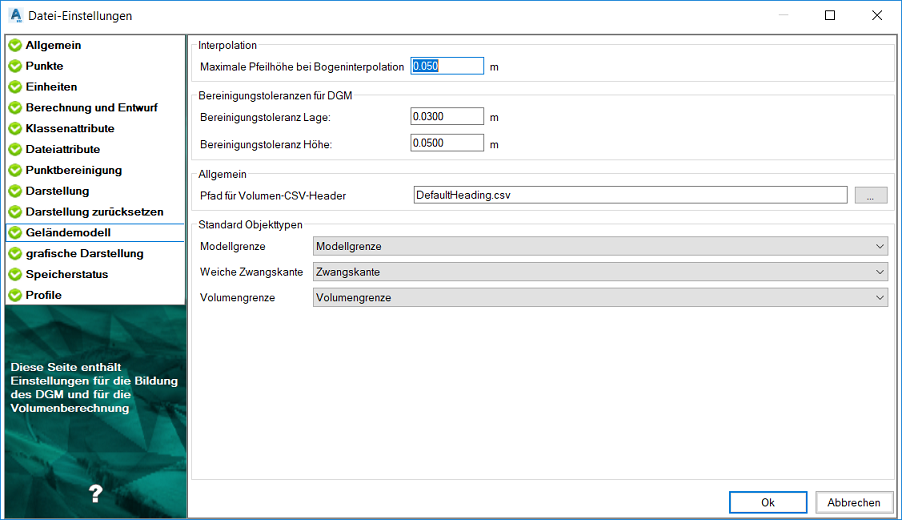 Datei-Einstellungen
Allgemein
Punkte
Einheiten
Berechnung und Entwurf
Klassenattribute
Dateiattribute
Punktbereinigung
Darstellung
Darstellung zurücksetzen
Geländemodell
grafische Darstellung
Speicherstatus
Profile
Diese Seite enthält
Einstellungen für die Bildung
des DGM und für die
Volumenberechnung
?
Interpolation
Maximale Pfeilhöhe bei Bogeninterpolation 0.050 m
Bereinigungstoleranzen für DGM
Bereinigungstoleranz Lage: 0.0300 m
Bereinigungstoleranz Höhe: 0.0500 m
Allgemein
Pfad für Volumen-CSV-Header DefaultHeading.csv ...
Standard Objekttypen
Modellgrenze Modellgrenze
Weiche Zwangskante Zwangskante
Volumengrenze Volumengrenze
Ok Abbrechen